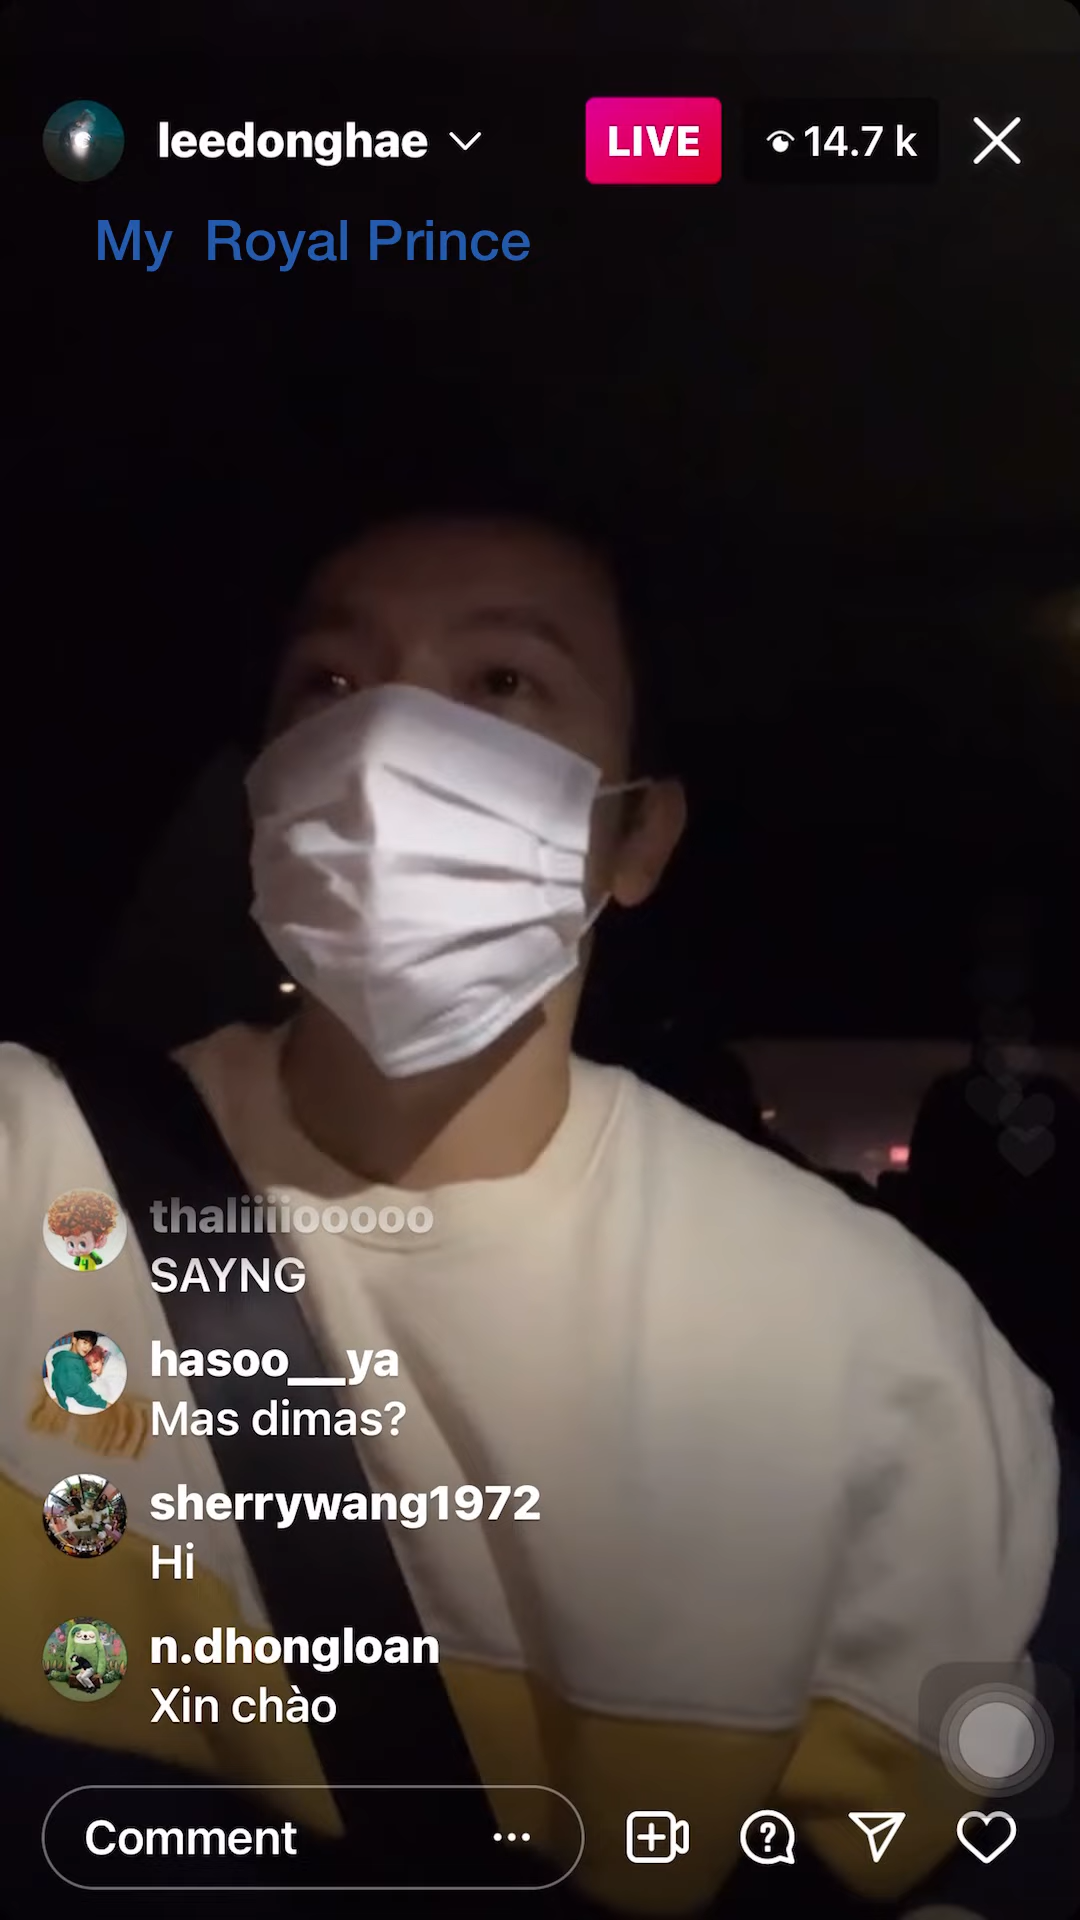 leedonghae
LIVE
14.7 k
My Royal Prince
thaliiiiooooo
SAYNG
hasoo__ya
Mas dimas?
sherrywang1972
Hi
n.dhongloan
Xin chào
Comment